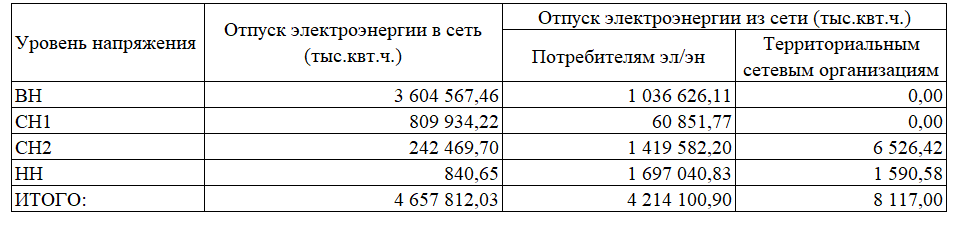 Уровень напряжения
Отпуск электроэнергии в сеть
(тыс.квт.ч.)
Отпуск электроэнергии из сети (тыс.квт.ч.)
Потребителям эл/эн
Территориальным
сетевым организациям
ВН 3 604 567,46 1 036 626,11 0,00
СН1 809 934,22 60 851,77 0,00
СН2 242 469,70 1 419 582,20 6 526,42
НН 840,65 1 697 040,83 1 590,58
ИТОГО: 4 657 812,03 4 214 100,90 8 117,00